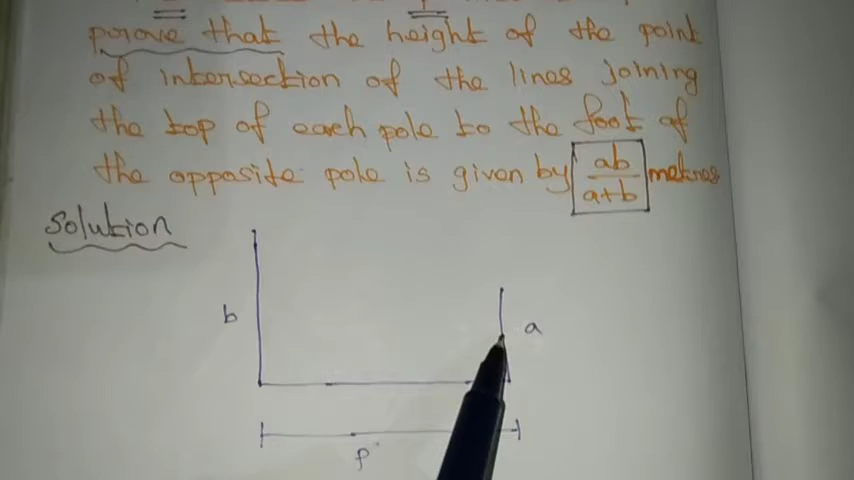 prove that the height of the point
of intersection of the lines joining
the top of each pole to the foot of
the opposite pole is given by ab/a+b metres
Solution
b
a
P